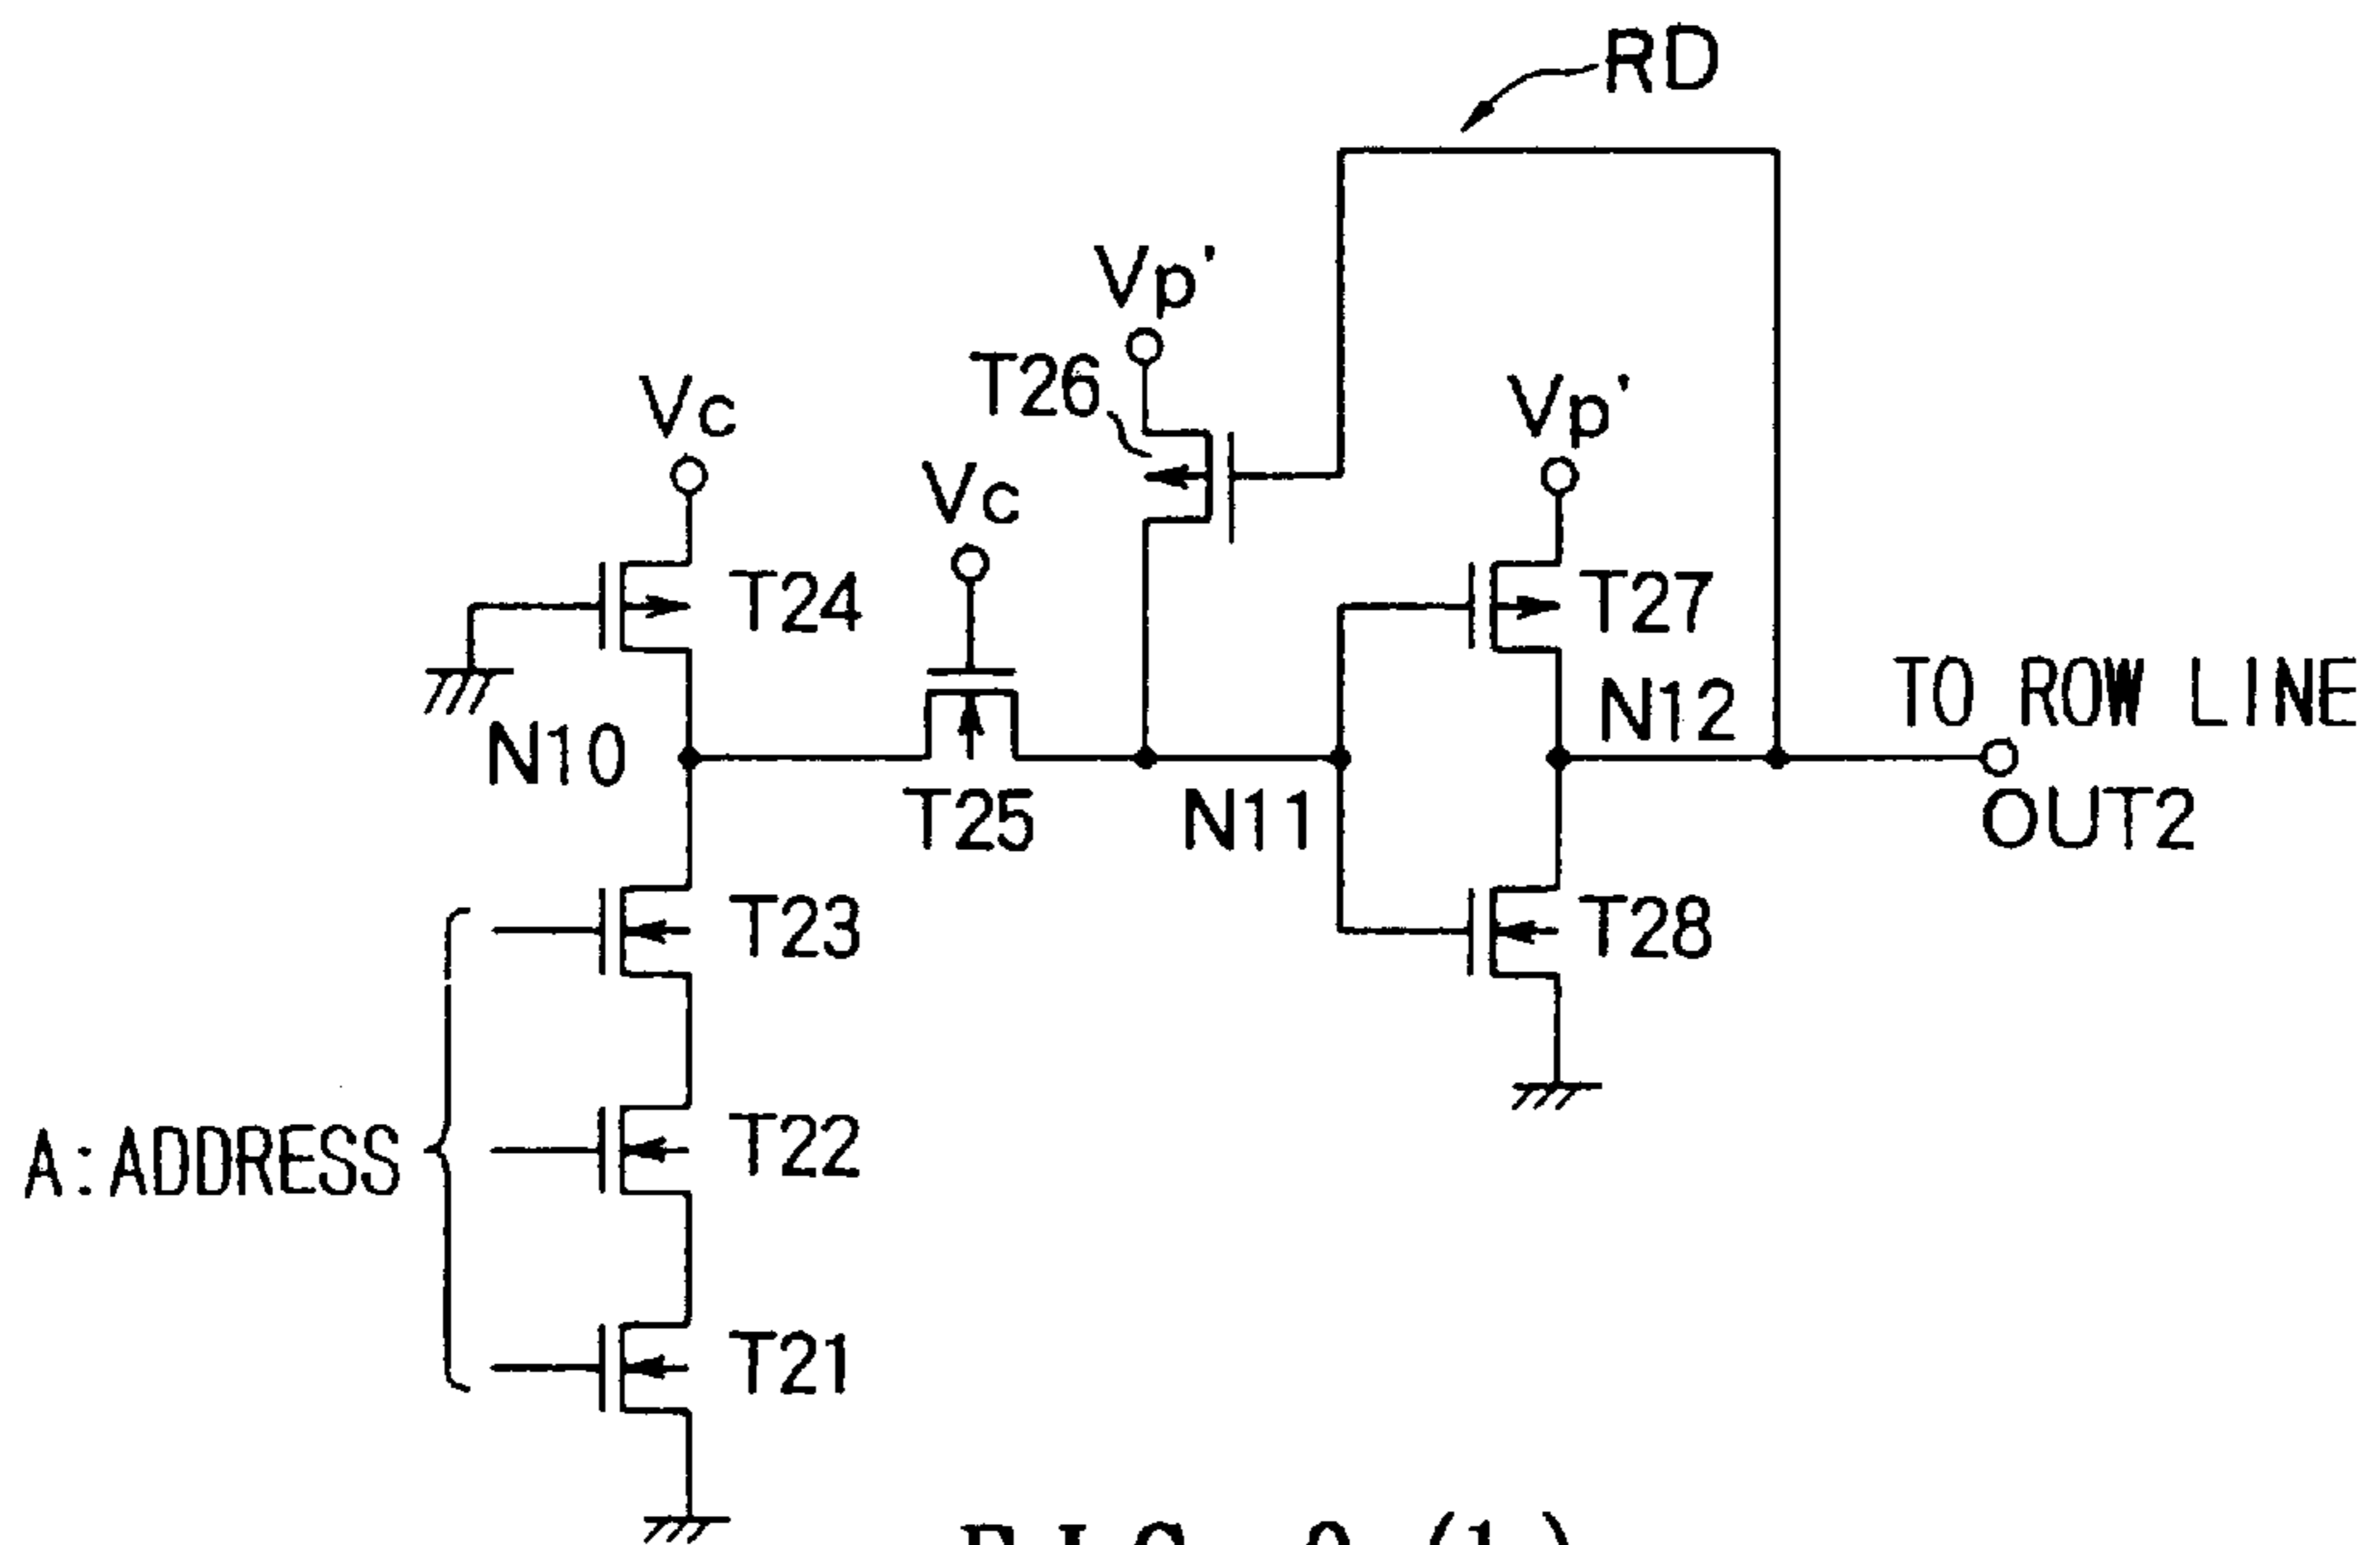 RD
Vp'
T26
Vc
Vp'
Vc
T24
T27
TO ROW LINE
N12
N10
T25
N11
OUT2
T23
T28
A:ADDRESS
T22
T21